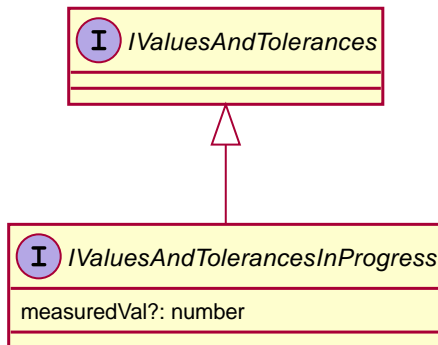 I IValuesAndTolerances
I IValuesAndTolerancesInProgress
measuredVal?: number